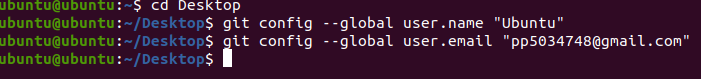 ubuntu@ubuntu:~$ cd Desktop
ubuntu@ubuntu:~/Desktop$ git config --global user.name "Ubuntu"
ubuntu@ubuntu:~/Desktop$ git config --global user.email "pp5034748@gmail.com"
ubuntu@ubuntu:~/Desktop$